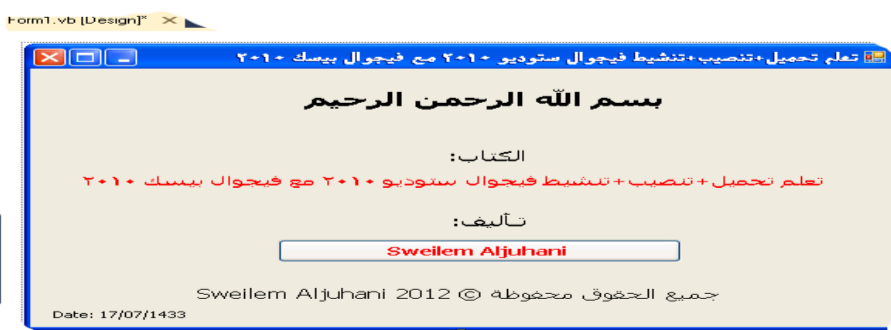 Form1.vb [Design]*
تعلم تحميل+تنصيب+تنشيط فيجوال ستوديو ٢٠١٠ مع فيجوال بيسك ٢٠١٠
بسم الله الرحمن الرحيم
الكتاب:
تعلم تحميل+تنصيب+تنشيط فيجوال ستوديو ٢٠١٠ مع فيجوال بيسك ٢٠١٠
تأليف:
Sweilem Aljuhani
جميع الحقوق محفوظة © Sweilem Aljuhani 2012
Date: 17/07/1433